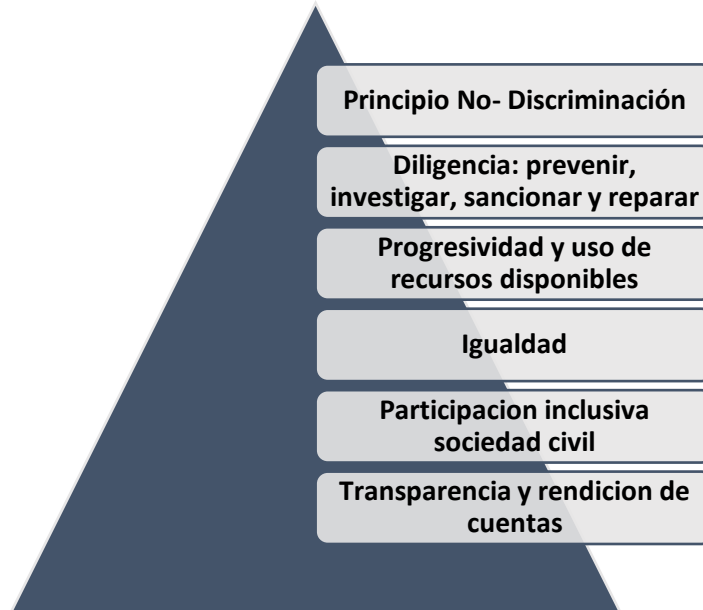 Principio No- Discriminación
Diligencia: prevenir,
investigar, sancionar y reparar
Progresividad y uso de
recursos disponibles
Igualdad
Participacion inclusiva
sociedad civil
Transparencia y rendicion de
cuentas